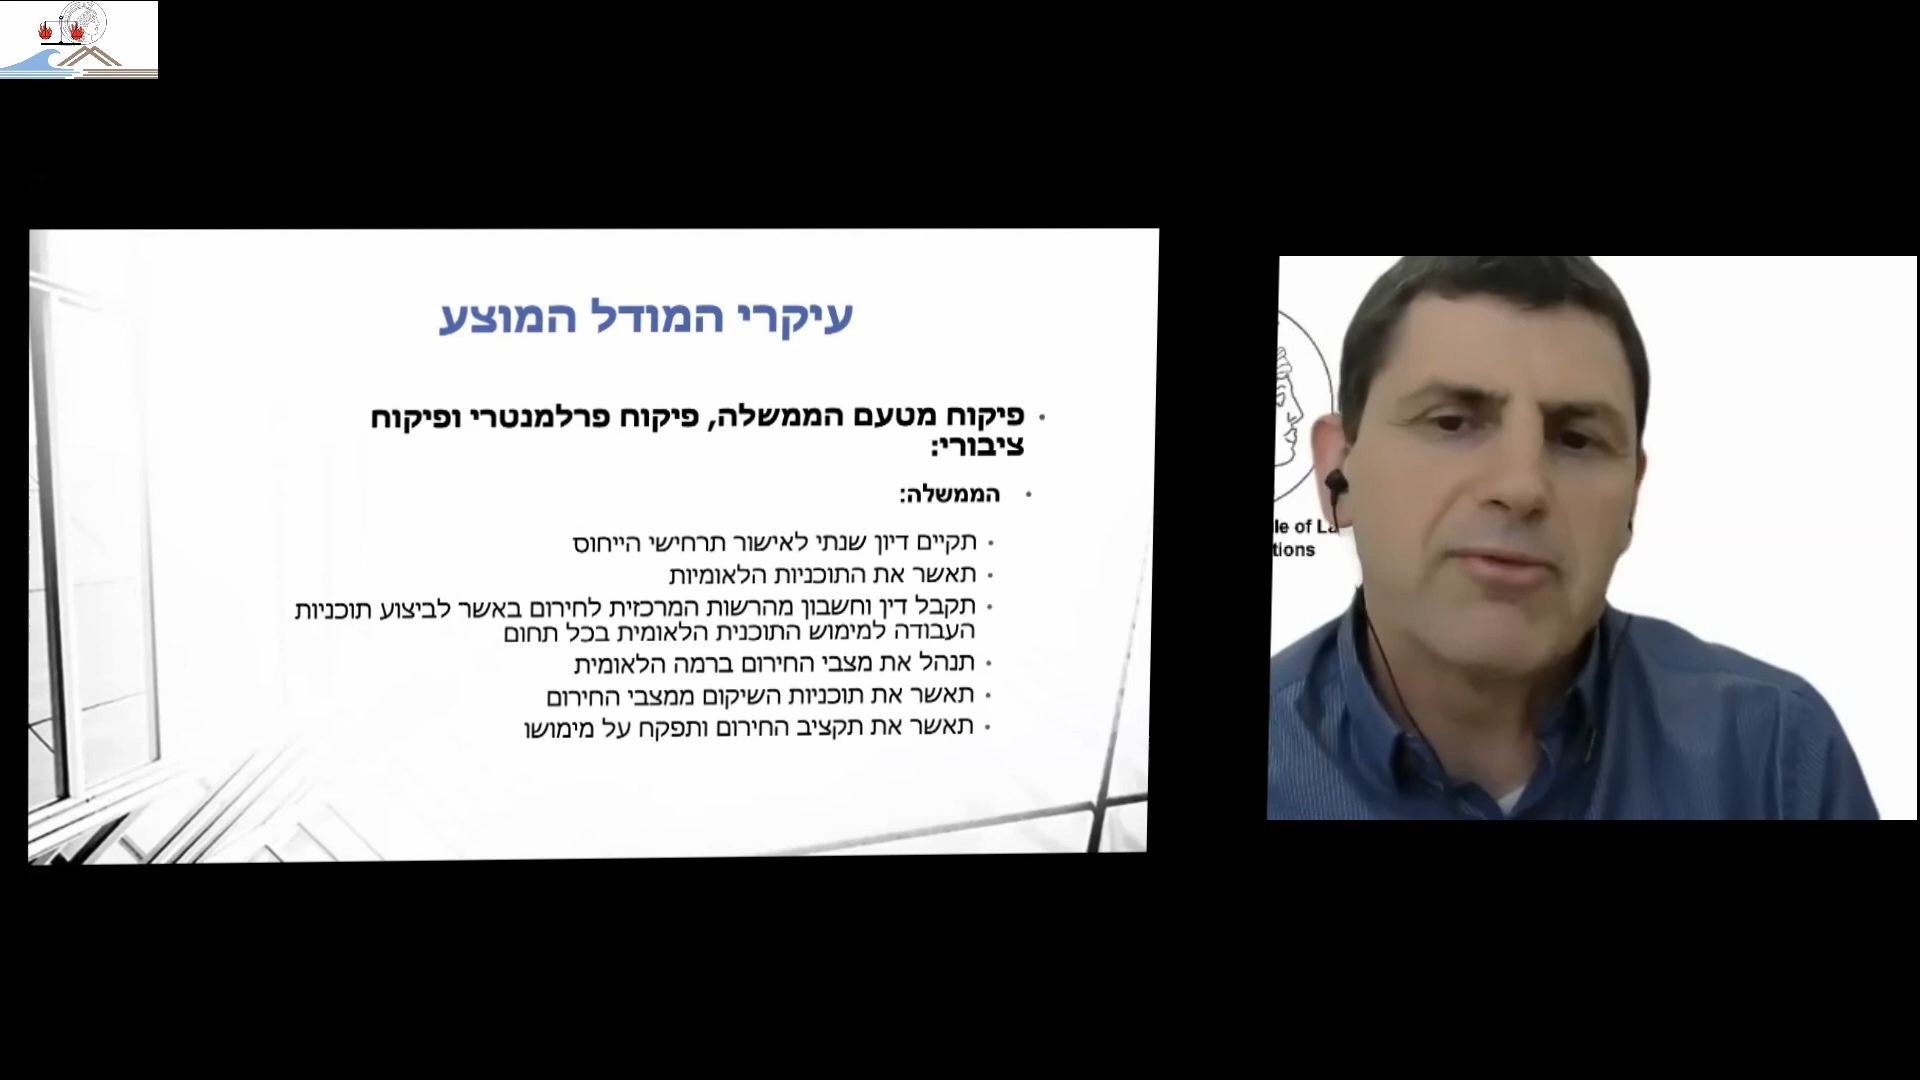 עיקרי המודל המוצע
• פיקוח מטעם הממשלה, פיקוח פרלמנטרי ופיקוח
ציבורי:
• הממשלה:
• תקיים דיון שנתי לאישור תרחישי הייחוס
• תאשר את התוכניות הלאומיות
• תקבל דין וחשבון מהרשות המרכזית לחירום באשר לביצוע תוכניות
העבודה למימוש התוכנית הלאומית בכל תחום
• תנהל את מצבי החירום ברמה הלאומית
• תאשר את תוכניות השיקום ממצבי החירום
• תאשר את תקציב החירום ותפקח על מימושו
le of La
tions